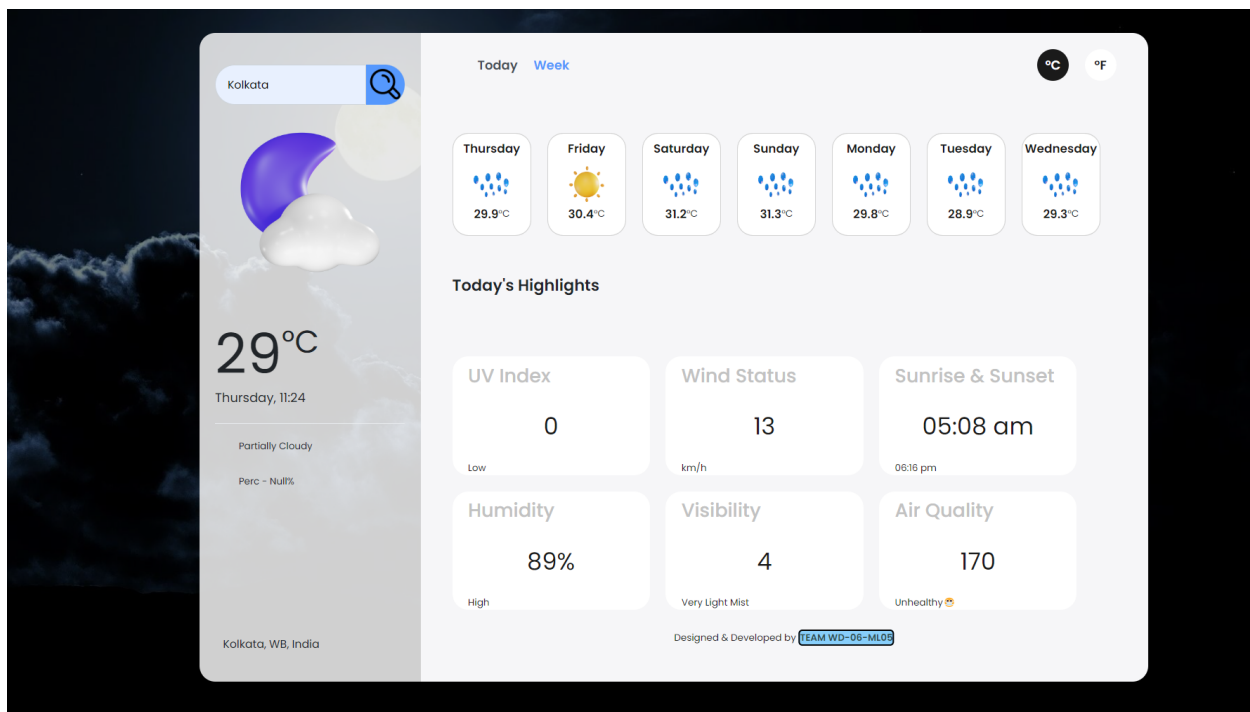 Kolkata
29°C
Thursday, 11:24
Partially Cloudy
Perc - Null%
Kolkata, WB, India
Today Week
°C °F
Thursday Friday Saturday Sunday Monday Tuesday Wednesday
29.9°C 30.4°C 31.2°C 31.3°C 29.8°C 28.9°C 29.3°C
Today's Highlights
UV Index
0
Low
Wind Status
13
km/h
Sunrise & Sunset
05:08 am
06:16 pm
Humidity
89%
High
Visibility
4
Very Light Mist
Air Quality
170
Unhealthy😷
Designed & Developed by TEAM WD-06-ML05